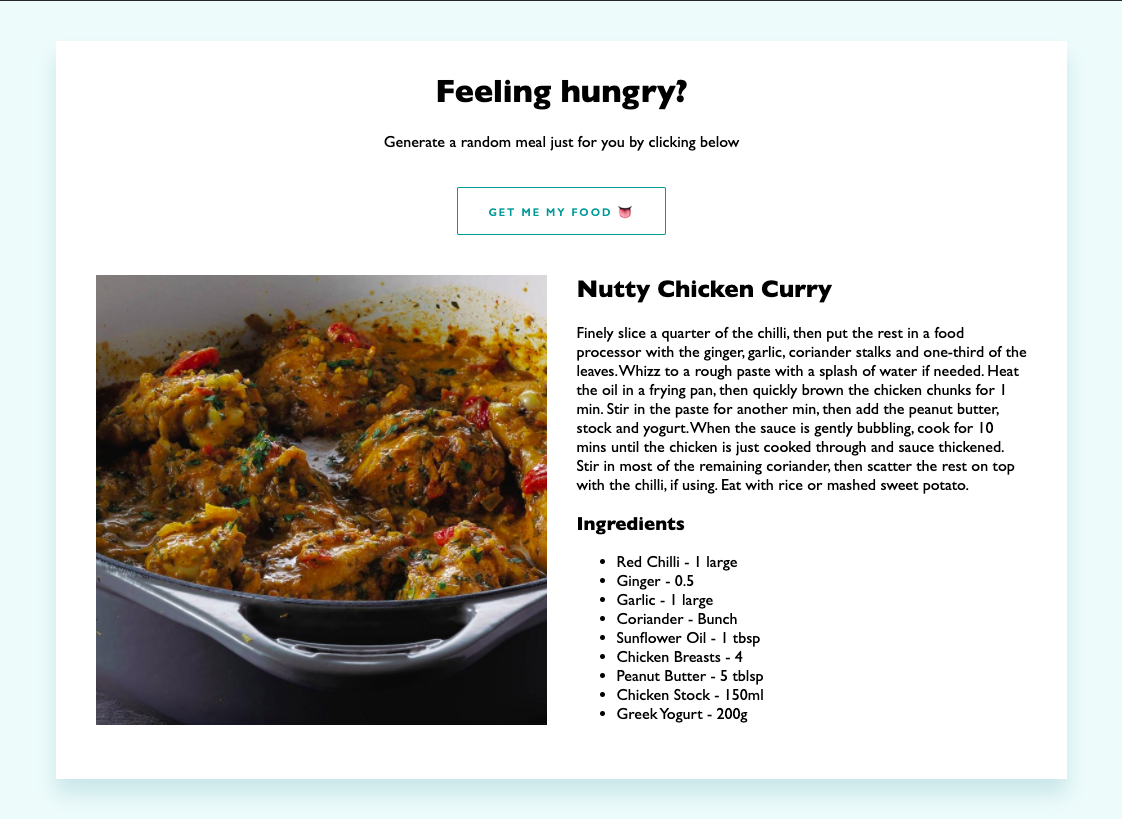 Feeling hungry?
Generate a random meal just for you by clicking below
GET ME MY FOOD 👅
Nutty Chicken Curry
Finely slice a quarter of the chilli, then put the rest in a food
processor with the ginger, garlic, coriander stalks and one-third of the
leaves. Whizz to a rough paste with a splash of water if needed. Heat
the oil in a frying pan, then quickly brown the chicken chunks for 1
min. Stir in the paste for another min, then add the peanut butter,
stock and yogurt. When the sauce is gently bubbling, cook for 10
mins until the chicken is just cooked through and sauce thickened.
Stir in most of the remaining coriander, then scatter the rest on top
with the chilli, if using. Eat with rice or mashed sweet potato.
Ingredients
• Red Chilli - 1 large
• Ginger - 0.5
• Garlic - 1 large
• Coriander - Bunch
• Sunflower Oil - 1 tbsp
• Chicken Breasts - 4
• Peanut Butter - 5 tblsp
• Chicken Stock - 150ml
• Greek Yogurt - 200g